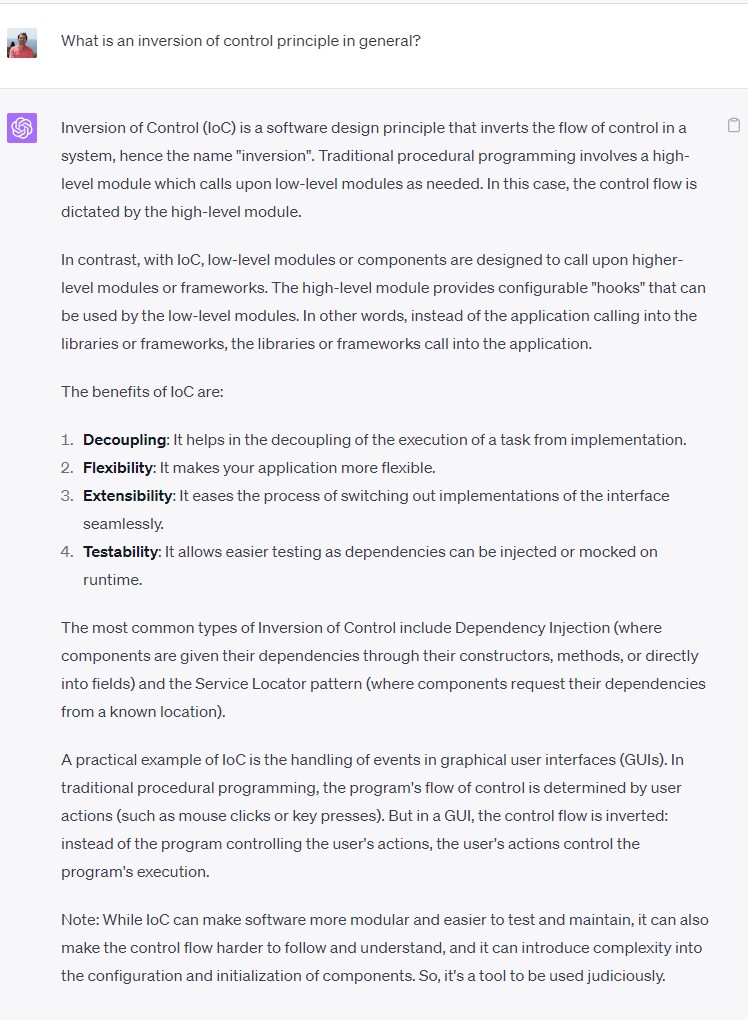 What is an inversion of control principle in general?
Inversion of Control (IoC) is a software design principle that inverts the flow of control in a
system, hence the name "inversion". Traditional procedural programming involves a high-
level module which calls upon low-level modules as needed. In this case, the control flow is
dictated by the high-level module.
In contrast, with IoC, low-level modules or components are designed to call upon higher-
level modules or frameworks. The high-level module provides configurable "hooks" that can
be used by the low-level modules. In other words, instead of the application calling into the
libraries or frameworks, the libraries or frameworks call into the application.
The benefits of IoC are:
1. Decoupling: It helps in the decoupling of the execution of a task from implementation.
2. Flexibility: It makes your application more flexible.
3. Extensibility: It eases the process of switching out implementations of the interface
seamlessly.
4. Testability: It allows easier testing as dependencies can be injected or mocked on
runtime.
The most common types of Inversion of Control include Dependency Injection (where
components are given their dependencies through their constructors, methods, or directly
into fields) and the Service Locator pattern (where components request their dependencies
from a known location).
A practical example of IoC is the handling of events in graphical user interfaces (GUIs). In
traditional procedural programming, the program's flow of control is determined by user
actions (such as mouse clicks or key presses). But in a GUI, the control flow is inverted:
instead of the program controlling the user's actions, the user's actions control the
program's execution.
Note: While IoC can make software more modular and easier to test and maintain, it can also
make the control flow harder to follow and understand, and it can introduce complexity into
the configuration and initialization of components. So, it's a tool to be used judiciously.